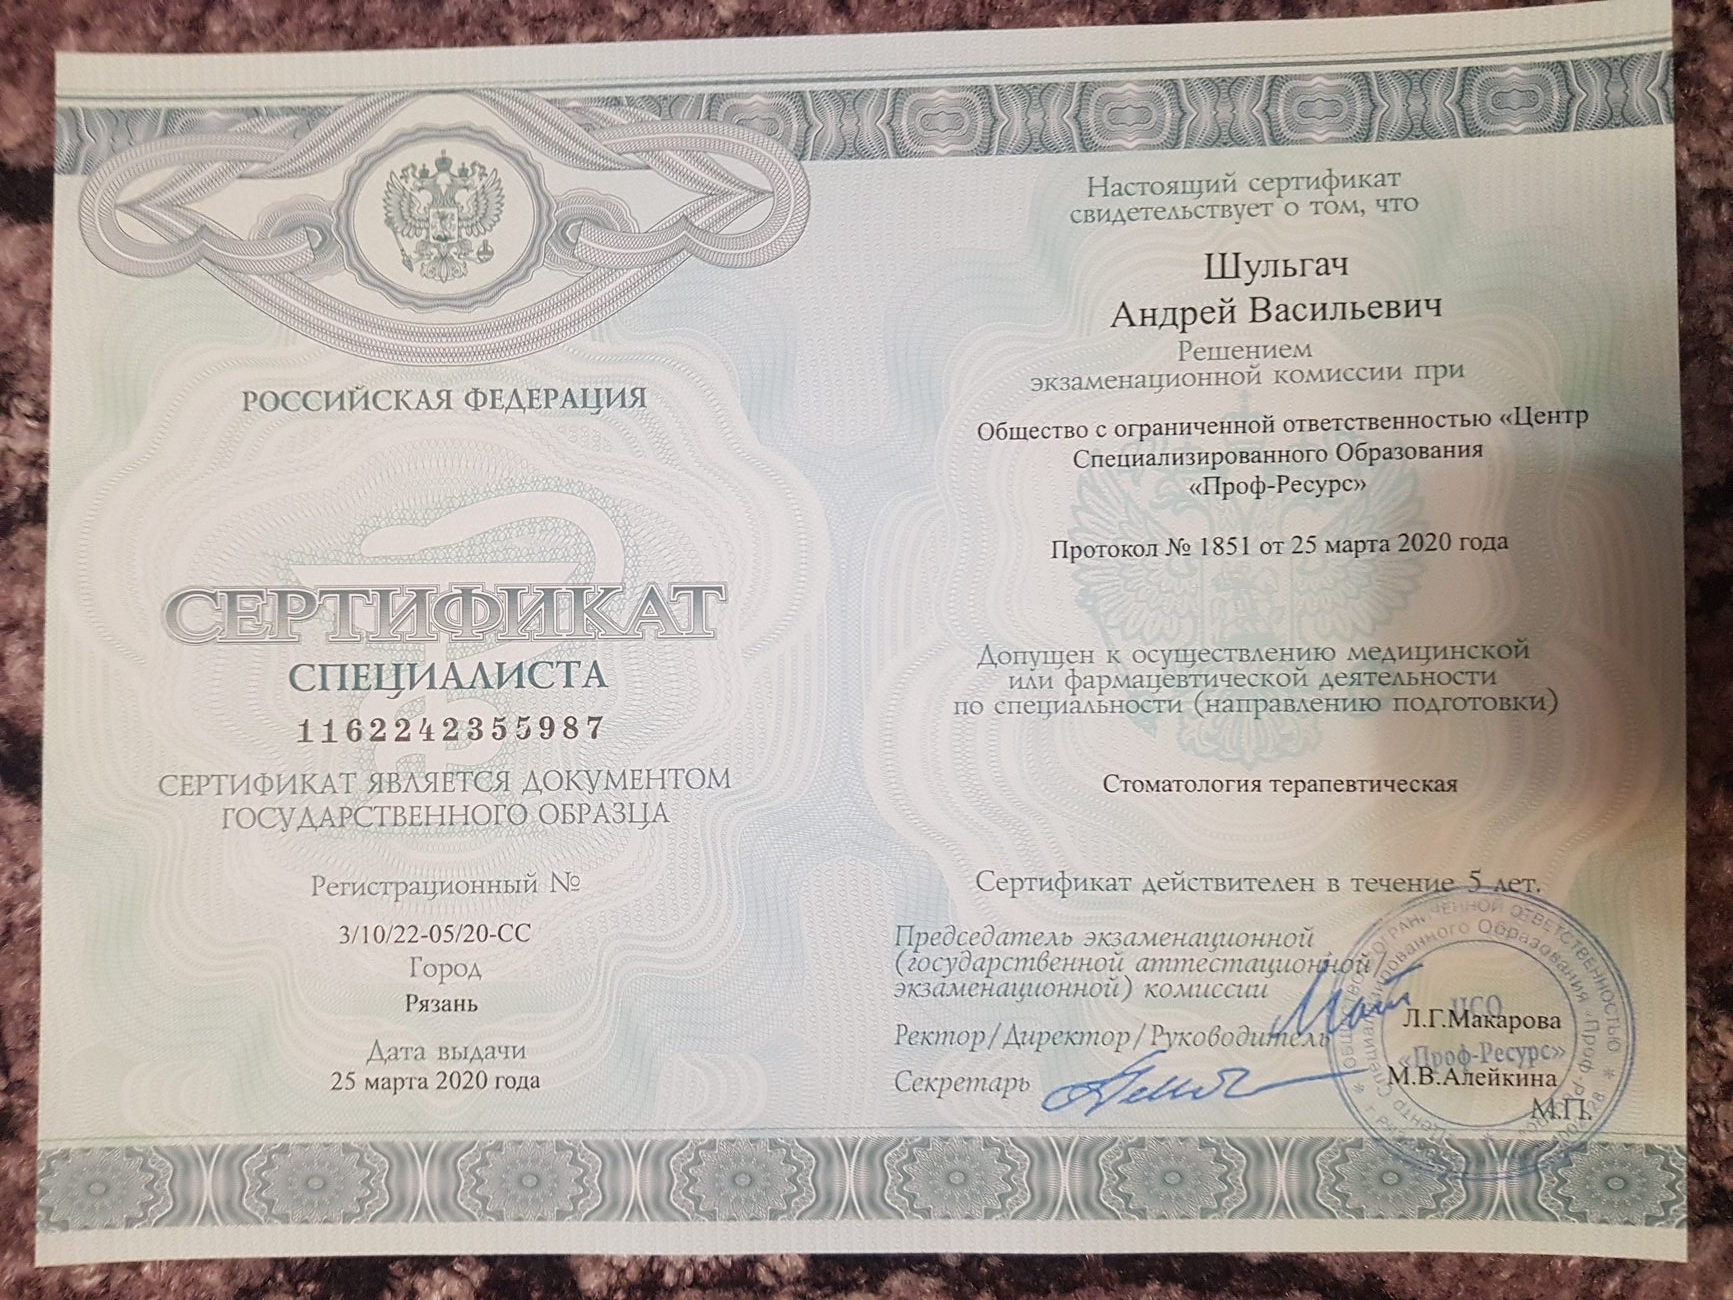 РОССИЙСКАЯ ФЕДЕРАЦИЯ
СЕРТИФИКАТ
СПЕЦИАЛИСТА
1162242355987
СЕРТИФИКАТ ЯВЛЯЕТСЯ ДОКУМЕНТОМ
ГОСУДАРСТВЕННОГО ОБРАЗЦА
Регистрационный №
3/10/22-05/20-СС
Город
Рязань
Дата выдачи
25 марта 2020 года
Настоящий сертификат
свидетельствует о том, что
Шульгач
Андрей Васильевич
Решением
экзаменационной комиссии при
Общество с ограниченной ответственностью «Центр
Специализированного Образования
«Проф-Ресурс»
Протокол № 1851 от 25 марта 2020 года
Допущен к осуществлению медицинской
или фармацевтической деятельности
по специальности (направлению подготовки)
Стоматология терапевтическая
Сертификат действителен в течение 5 лет.
Председатель экзаменационной
(государственной аттестационной/
экзаменационной) комиссии
Л.Г.Макарова
Ректор/Директор/Руководитель
Секретарь
М.В.Алейкина
М.П.
ЦСО
«Проф-Ресурс»